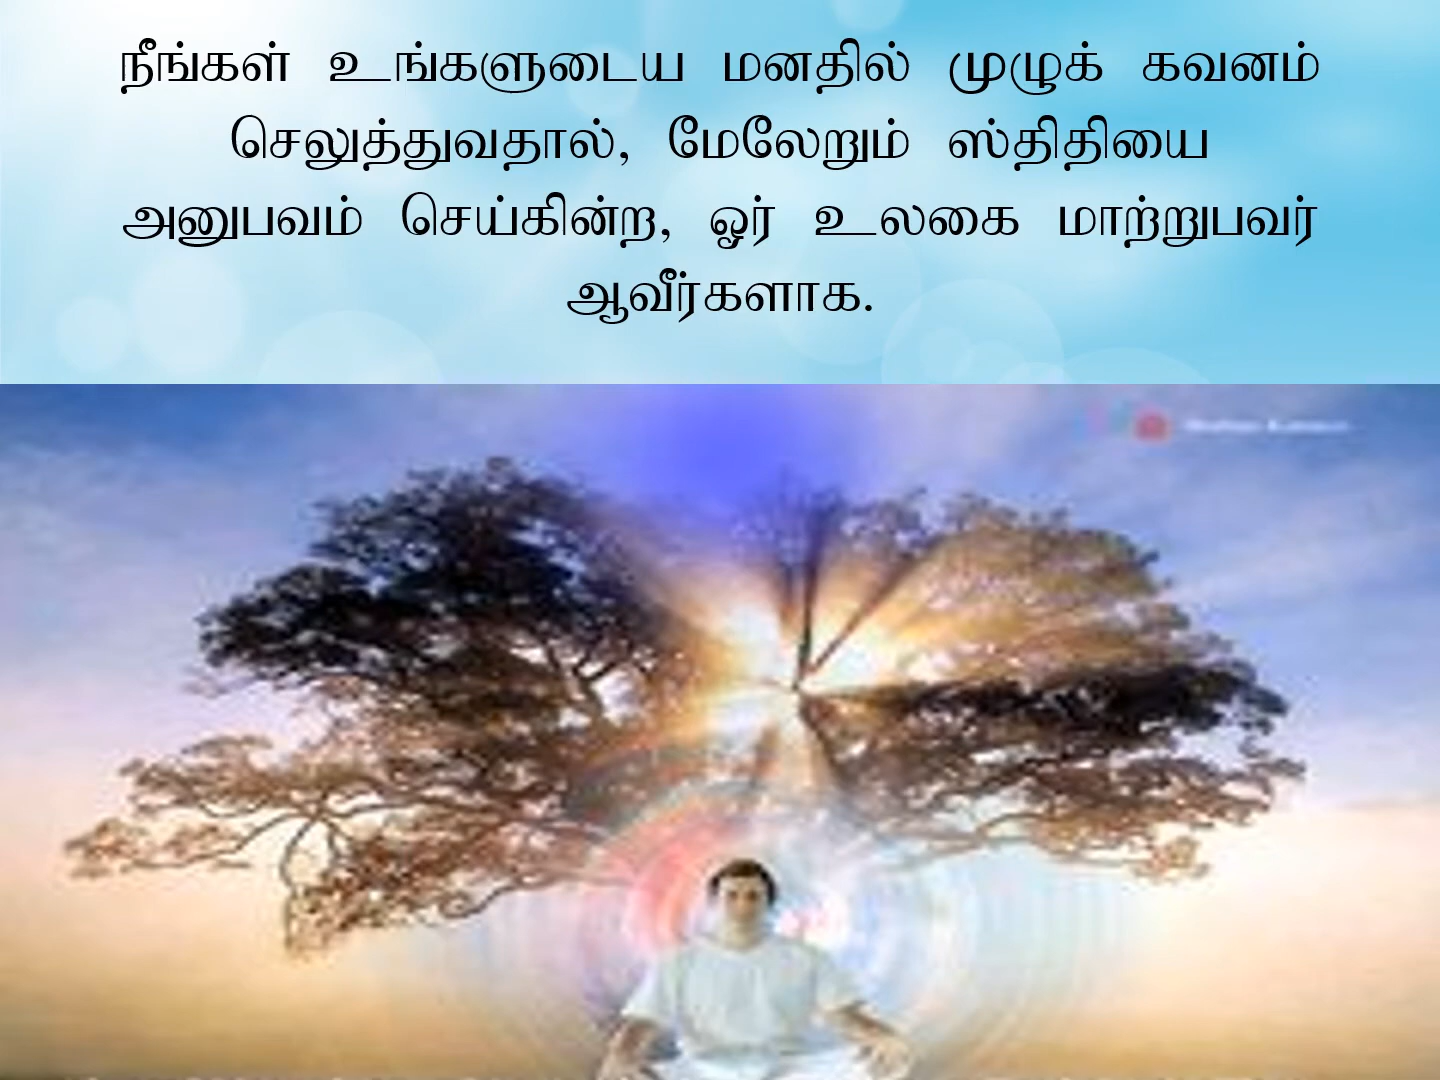 நீங்கள் உங்களுடைய மனதில் முழுக் கவனம்
செலுத்துவதால், மேலேறும் ஸ்திதியை
அனுபவம் செய்கின்ற, ஓர் உலகை மாற்றுபவர்
ஆவீர்களாக.